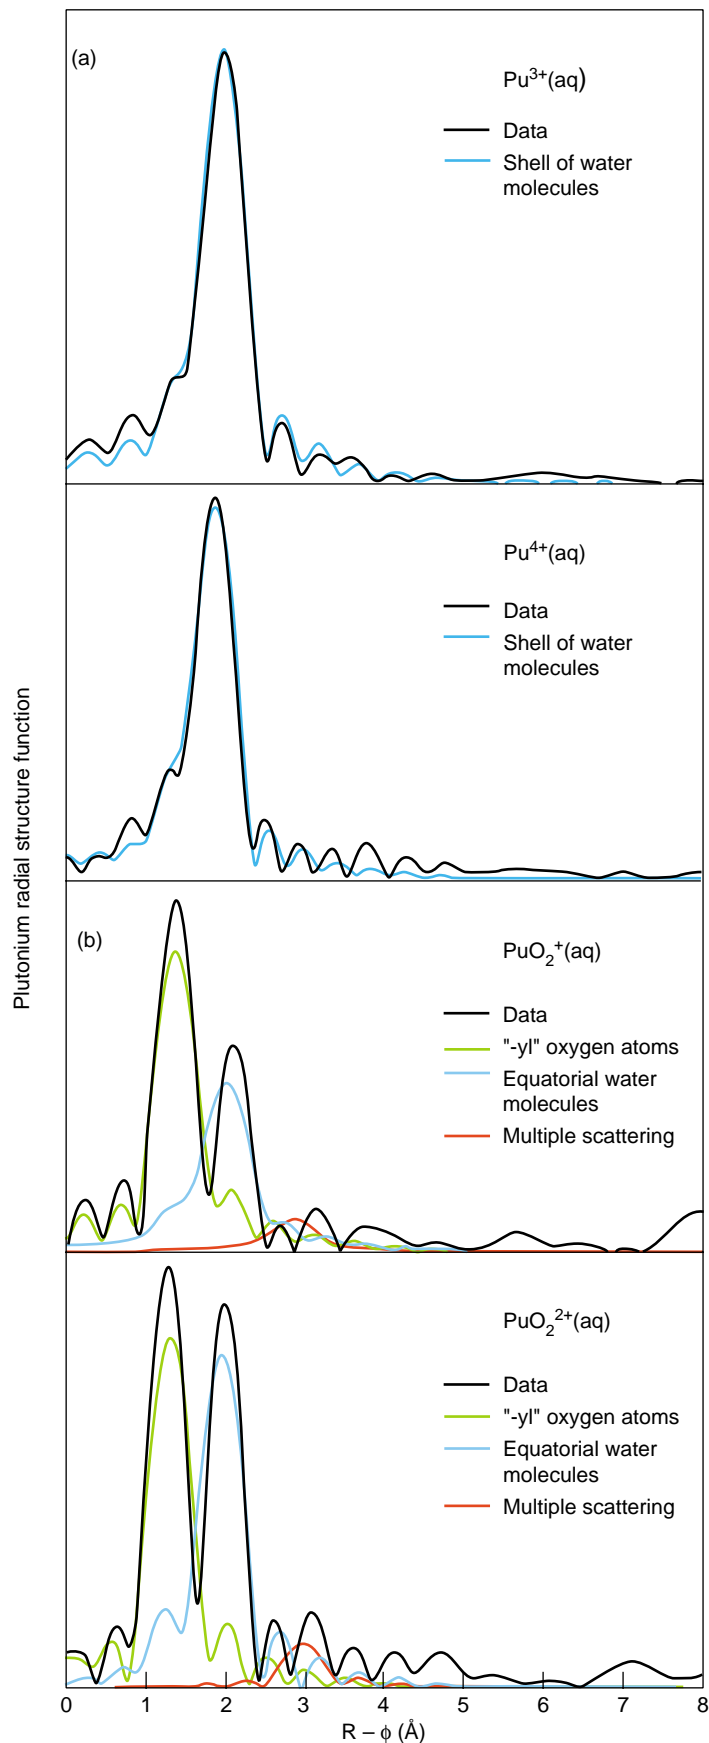 (a)
Pu³⁺(aq)
Data
Shell of water
molecules
Pu⁴⁺(aq)
Data
Shell of water
molecules
Plutonium radial structure function
(b)
PuO₂⁺(aq)
Data
"-yl" oxygen atoms
Equatorial water
molecules
Multiple scattering
PuO₂²⁺(aq)
Data
"-yl" oxygen atoms
Equatorial water
molecules
Multiple scattering
0 1 2 3 4 5 6 7 8
R – ϕ (Å)